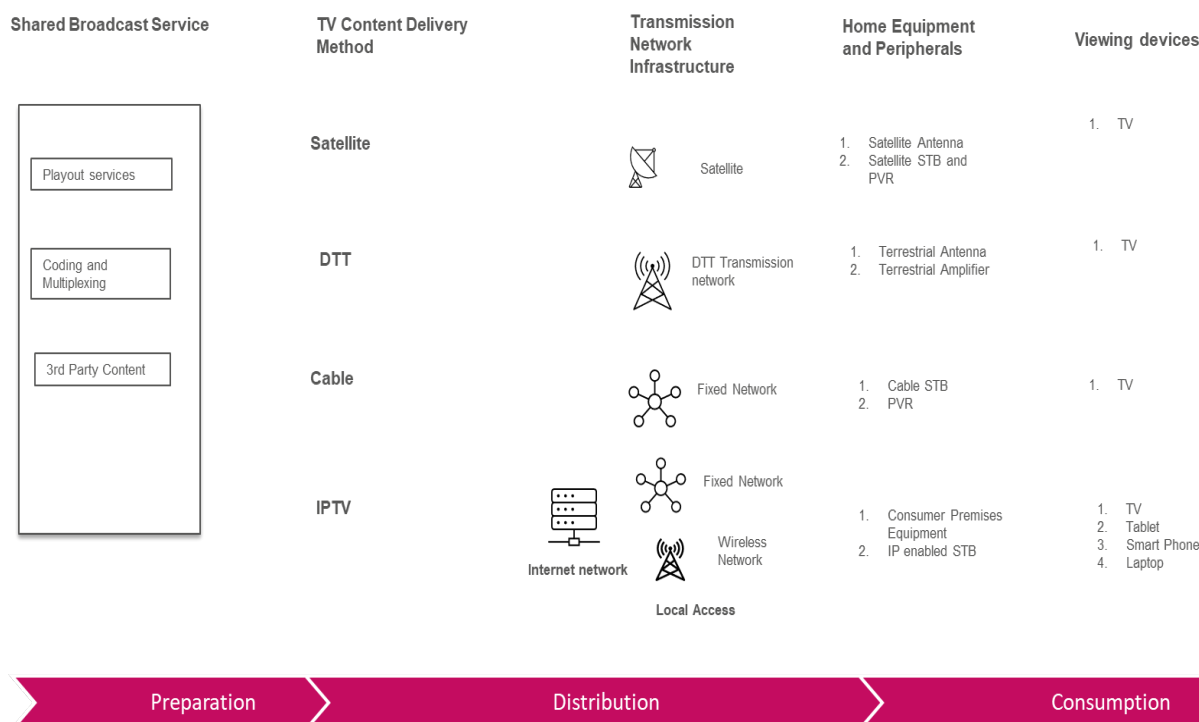 Shared Broadcast Service
TV Content Delivery
Method
Transmission
Network
Infrastructure
Home Equipment
and Peripherals
Viewing devices
Playout services
Coding and
Multiplexing
3rd Party Content
Satellite
Satellite
1. Satellite Antenna
2. Satellite STB and
PVR
1. TV
DTT
DTT Transmission
network
1. Terrestrial Antenna
2. Terrestrial Amplifier
1. TV
Cable
Fixed Network
1. Cable STB
2. PVR
1. TV
IPTV
Internet network
Fixed Network
Wireless
Network
Local Access
1. Consumer Premises
Equipment
2. IP enabled STB
1. TV
2. Tablet
3. Smart Phone
4. Laptop
Preparation
Distribution
Consumption